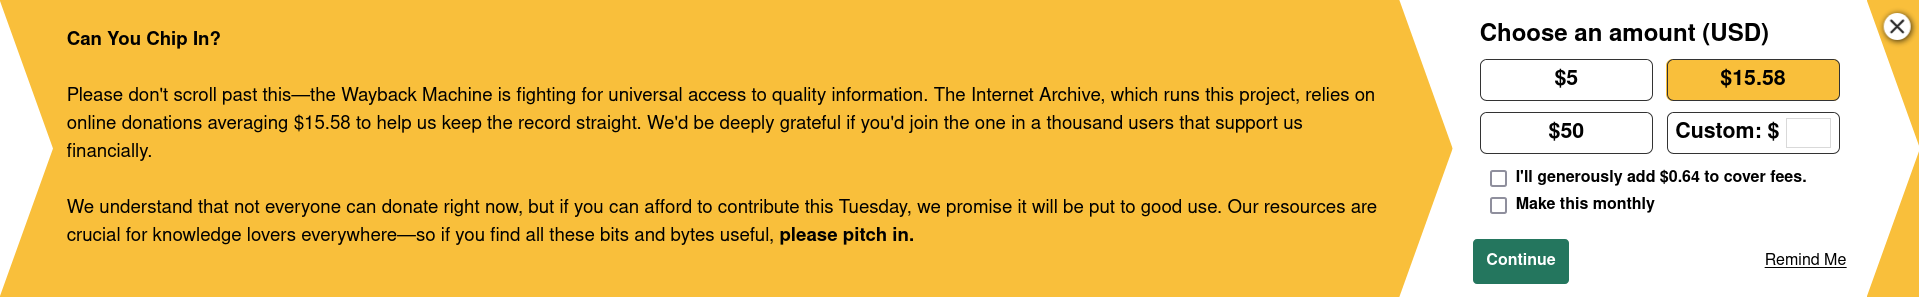 Can You Chip In?
Please don't scroll past this—the Wayback Machine is fighting for universal access to quality information. The Internet Archive, which runs this project, relies on
online donations averaging $15.58 to help us keep the record straight. We'd be deeply grateful if you'd join the one in a thousand users that support us
financially.
We understand that not everyone can donate right now, but if you can afford to contribute this Tuesday, we promise it will be put to good use. Our resources are
crucial for knowledge lovers everywhere—so if you find all these bits and bytes useful, please pitch in.
Choose an amount (USD)
$5
$15.58
$50
Custom: $
I'll generously add $0.64 to cover fees.
Make this monthly
Continue
Remind Me